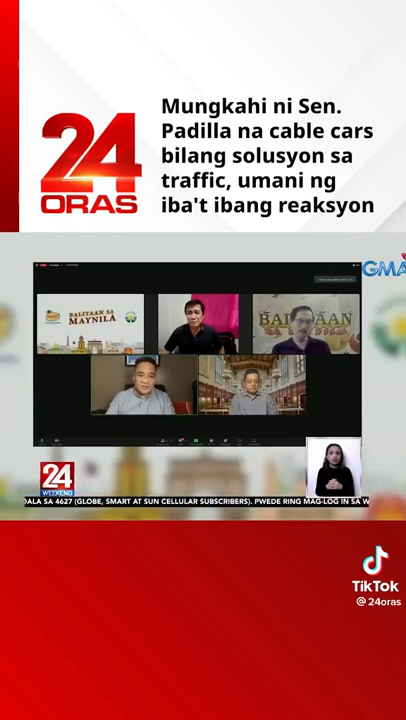 Mungkahi ni Sen.
Padilla na cable cars
bilang solusyon sa
traffic, umani ng
iba't ibang reaksyon
24
ORAS
GMA
BALITAAN SA
MAYNILA
24
WEEKEND
DALA SA 4627 (GLOBE, SMART AT SUN CELLULAR SUBSCRIBERS). PWEDE RING MAG-LOG IN SA W
TikTok
@24oras